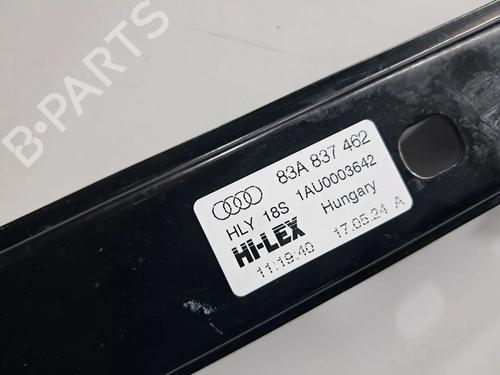 B-PARTS
83A 837 462
HLY 18S 1AU0003642
HI-LEX Hungary
11:19:40 17.05.24 A